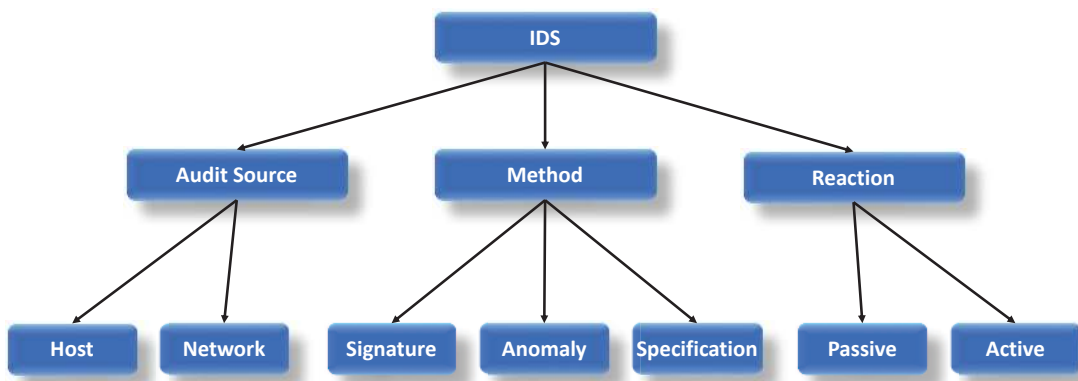 IDS
Audit Source
Method
Reaction
Host
Network
Signature
Anomaly
Specification
Passive
Active